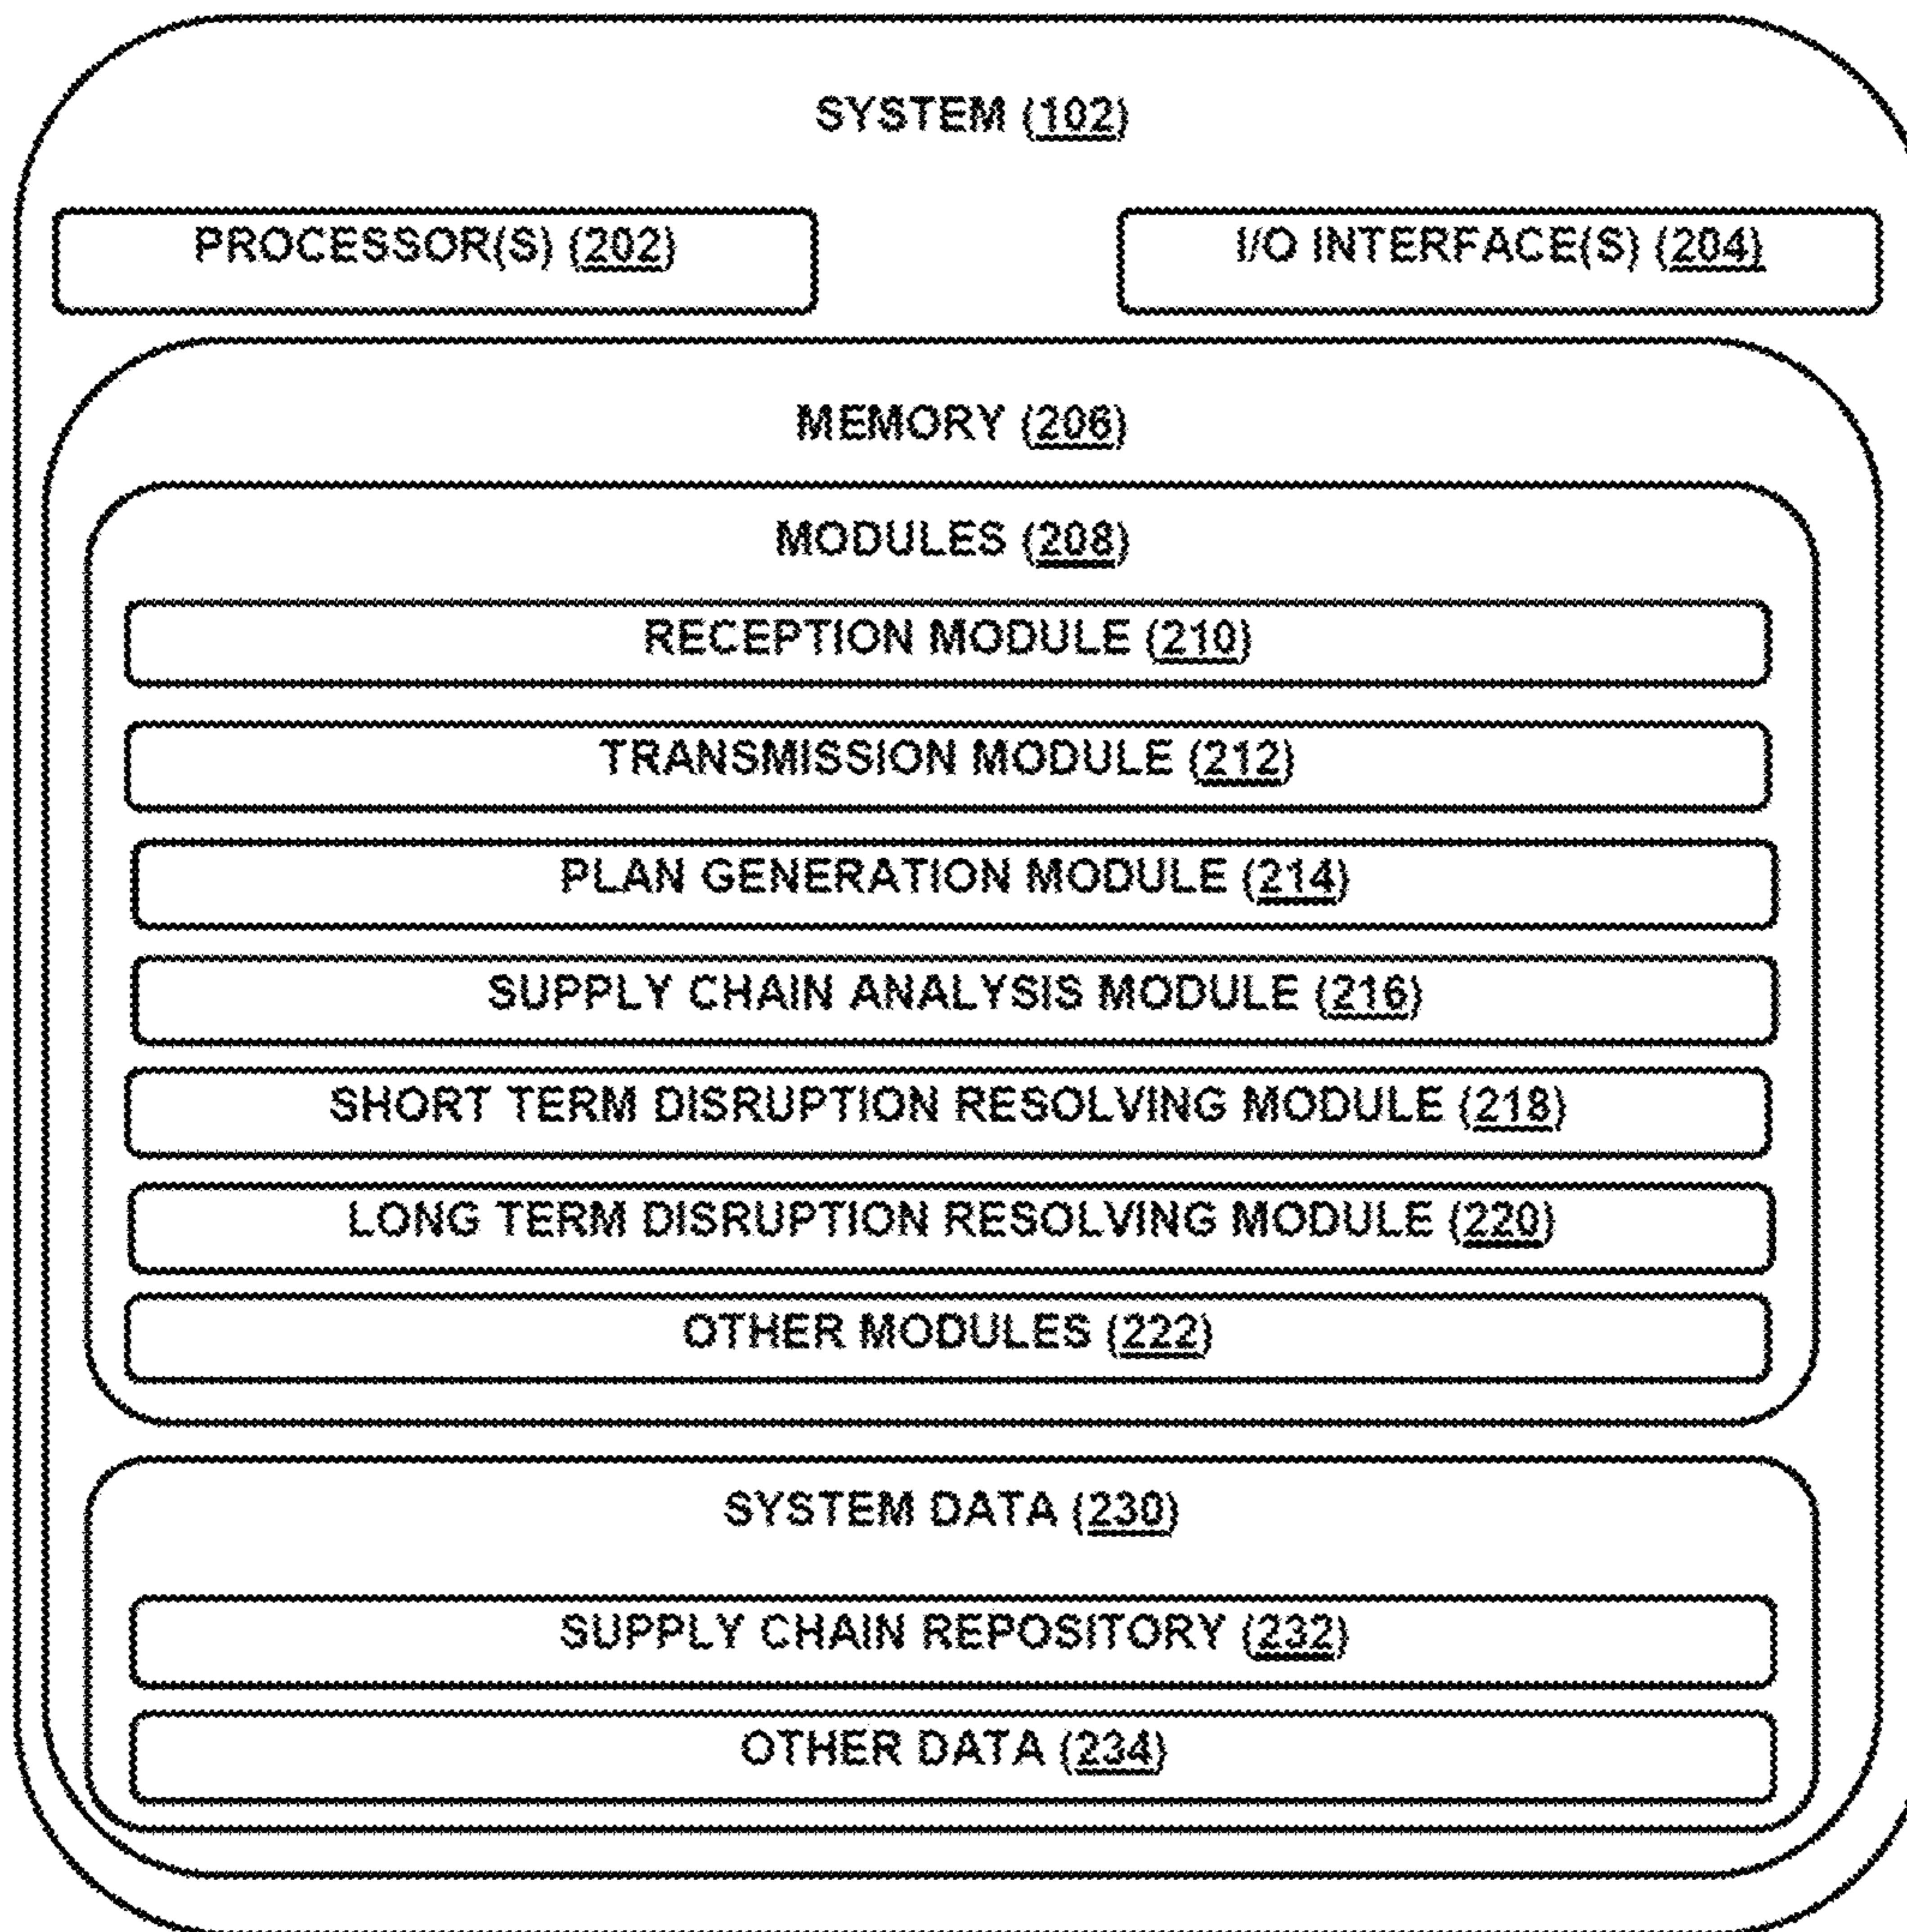 SYSTEM (102)
PROCESSOR(S) (202)
I/O INTERFACE(S) (204)
MEMORY (206)
MODULES (208)
RECEPTION MODULE (210)
TRANSMISSION MODULE (212)
PLAN GENERATION MODULE (214)
SUPPLY CHAIN ANALYSIS MODULE (216)
SHORT TERM DISRUPTION RESOLVING MODULE (218)
LONG TERM DISRUPTION RESOLVING MODULE (220)
OTHER MODULES (222)
SYSTEM DATA (230)
SUPPLY CHAIN REPOSITORY (232)
OTHER DATA (234)